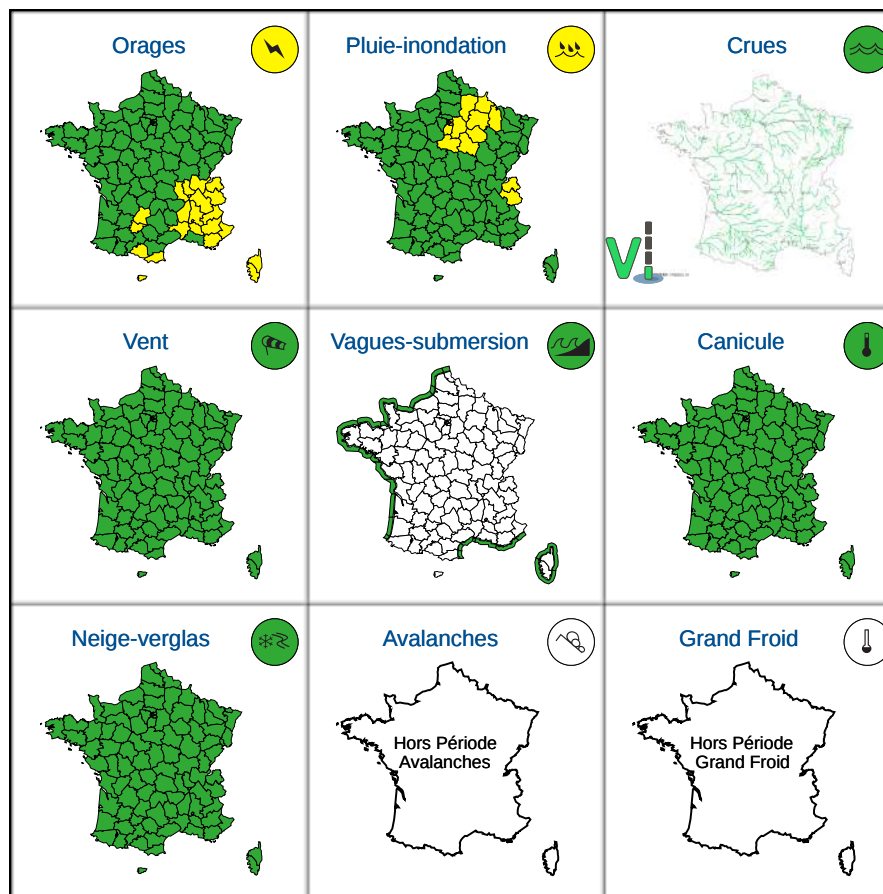 Orages
Pluie-inondation
Crues
Vent
Vagues-submersion
Canicule
Neige-verglas
Avalanches
Grand Froid
Hors Période
Avalanches
Hors Période
Grand Froid